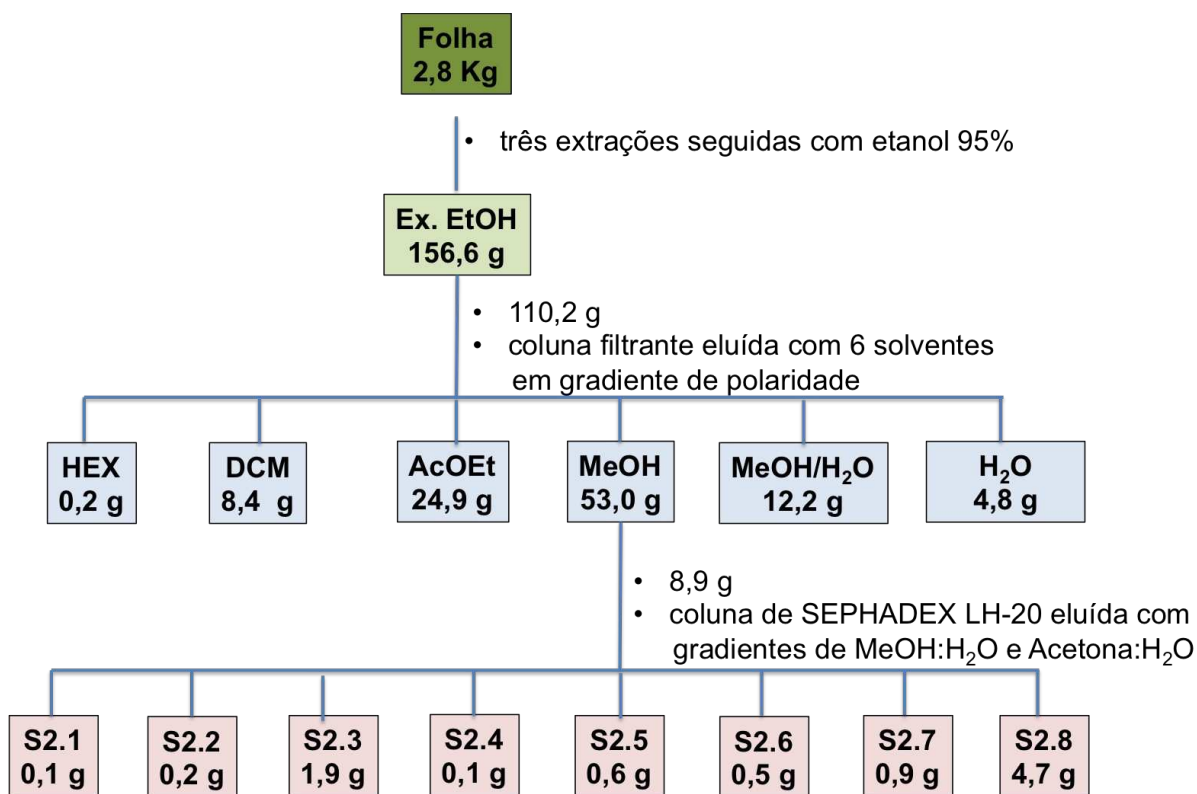 Folha
2,8 Kg
• três extrações seguidas com etanol 95%
Ex. EtOH
156,6 g
• 110,2 g
• coluna filtrante eluída com 6 solventes
em gradiente de polaridade
HEX
0,2 g
DCM
8,4 g
AcOEt
24,9 g
MeOH
53,0 g
MeOH/H₂O
12,2 g
H₂O
4,8 g
• 8,9 g
• coluna de SEPHADEX LH-20 eluída com
gradientes de MeOH:H₂O e Acetona:H₂O
S2.1
0,1 g
S2.2
0,2 g
S2.3
1,9 g
S2.4
0,1 g
S2.5
0,6 g
S2.6
0,5 g
S2.7
0,9 g
S2.8
4,7 g